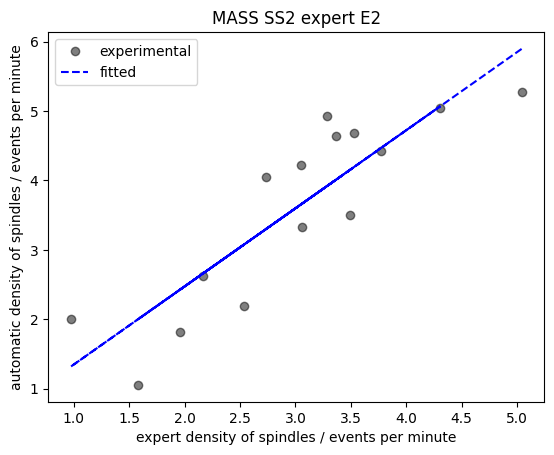 MASS SS2 expert E2
experimental
fitted
automatic density of spindles / events per minute
6
5
4
3
2
1
1.0 1.5 2.0 2.5 3.0 3.5 4.0 4.5 5.0
expert density of spindles / events per minute